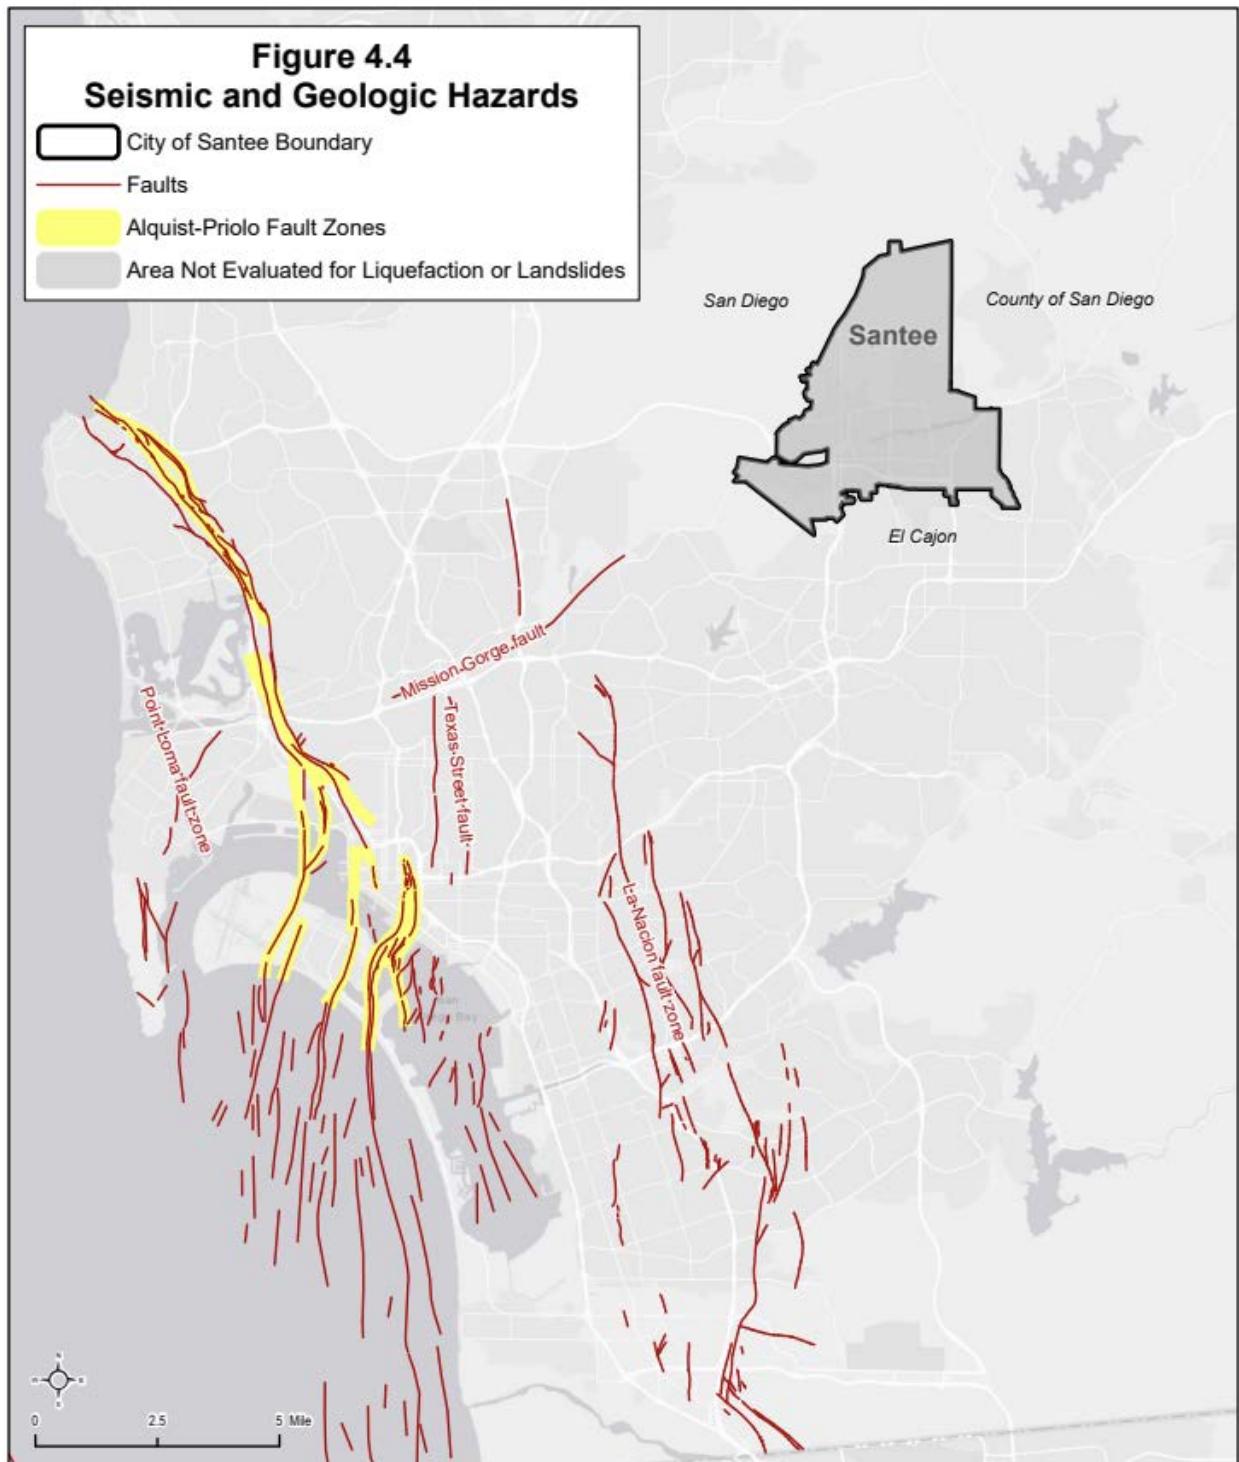 Figure 4.4
Seismic and Geologic Hazards
City of Santee Boundary
Faults
Alquist-Priolo Fault Zones
Area Not Evaluated for Liquefaction or Landslides
San Diego
County of San Diego
Santee
El Cajon
Mission Gorge fault
Texas Street fault
Point Loma fault zone
La Nacion fault zone
0
2.5
5 Mile